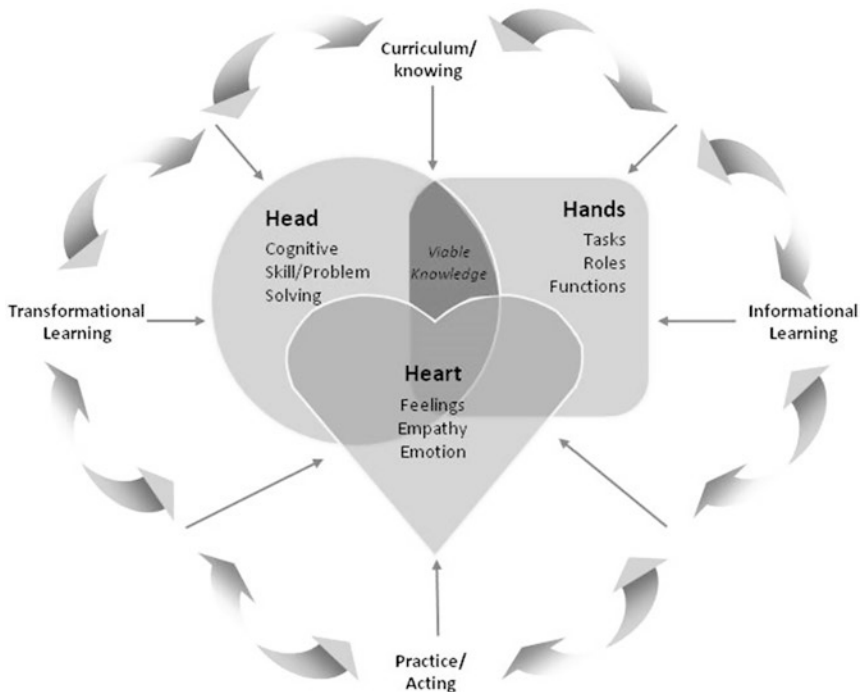 Curriculum/
knowing
Head
Cognitive
Skill/Problem
Solving
Viable
Knowledge
Hands
Tasks
Roles
Functions
Transformational
Learning
Informational
Learning
Heart
Feelings
Empathy
Emotion
Practice/
Acting